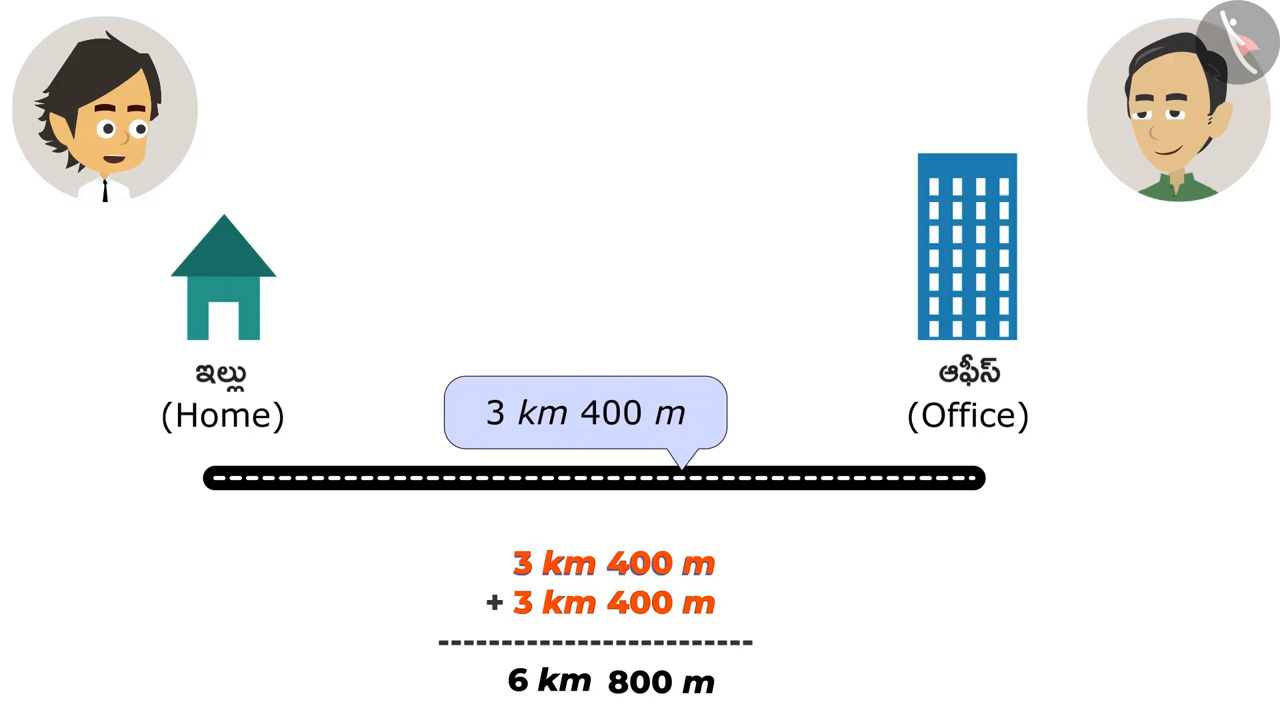 ఇల్లు
(Home)
ఆఫీస్
(Office)
3 km 400 m
3 km 400 m
+ 3 km 400 m
-------------------------
6 km 800 m